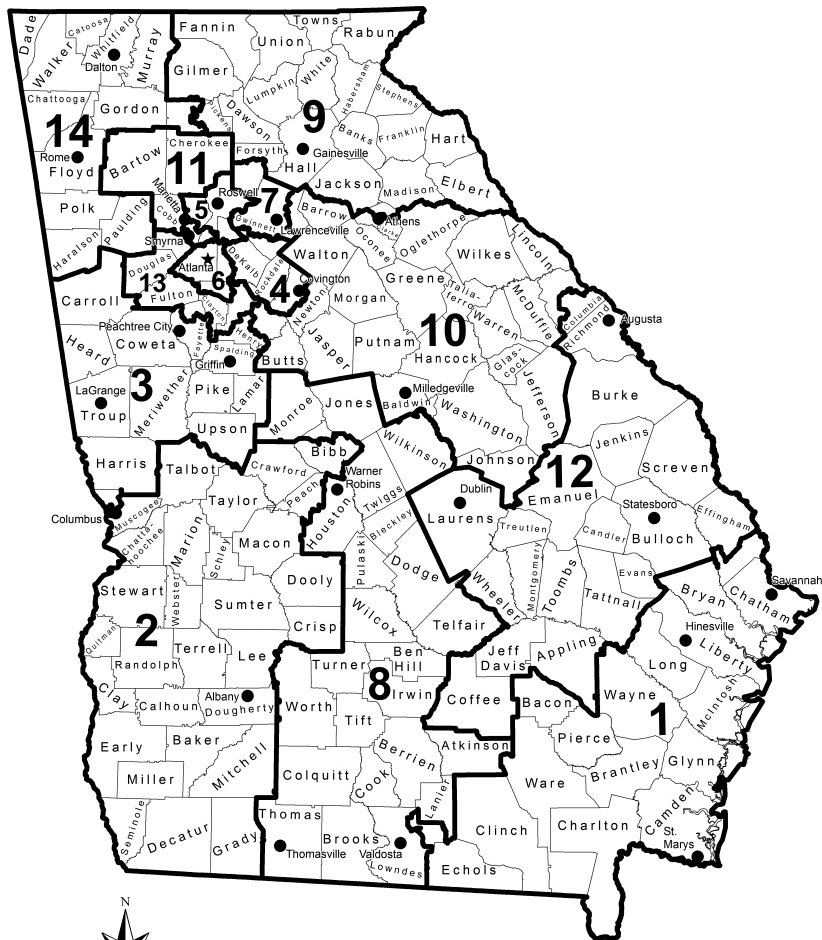 Towns
Fannin
Rabun
Dade
Catoosa
Union
Whitfield
Murray
Walker
Dalton
Gilmer
White
Habersham
Lumpkin
Stephens
Chattooga
Gordon
Pickens
Dawson
9
Banks
Franklin
Hart
14
Cherokee
Rome
Floyd
Bartow
11
Forsyth
Gainesville
Hall
Jackson
Madison
Elbert
Polk
Paulding
Marietta
Cobb
Roswell
5
7
Gwinnett
Lawrenceville
Barrow
Clarke
Athens
Oconee
Oglethorpe
Haralson
Smyrna
Douglas
Atlanta
DeKalb
Walton
Wilkes
Lincoln
13
6
4
Rockdale
Covington
Greene
Talia-
ferro
Carroll
Fulton
Clayton
Newton
Morgan
McDuffie
Columbia
Peachtree City
Fayette
Henry
Warren
Richmond
Augusta
Heard
Coweta
Spalding
Griffin
Butts
Jasper
Putnam
10
Hancock
Glas-
cock
3
LaGrange
Troup
Meriwether
Pike
Lamar
Milledgeville
Baldwin
Washington
Jefferson
Burke
Upson
Monroe
Jones
Harris
Talbot
Bibb
Wilkinson
Johnson
12
Jenkins
Screven
Crawford
Warner
Robins
Emanuel
Taylor
Peach
Twiggs
Dublin
Laurens
Statesboro
Effingham
Columbus
Muscogee
Chatta-
hoochee
Marion
Schley
Macon
Houston
Bleckley
Pulaski
Treutlen
Candler
Bulloch
Dodge
Montgomery
Toombs
Evans
Stewart
Webster
Dooly
Wheeler
Tattnall
Bryan
Savannah
Chatham
Sumter
Crisp
Wilcox
Telfair
Hinesville
Liberty
2
Quitman
Terrell
Lee
Randolph
Turner
Ben
Hill
Jeff
Davis
Appling
Long
Clay
Calhoun
Albany
Dougherty
Worth
8
Irwin
Coffee
Bacon
Wayne
1
McIntosh
Tift
Early
Baker
Mitchell
Berrien
Atkinson
Pierce
Brantley
Glynn
Miller
Colquitt
Cook
Lanier
Ware
Seminole
Decatur
Grady
Thomas
Brooks
Clinch
Charlton
Camden
Thomasville
Valdosta
Lowndes
Echols
St.
Marys
N